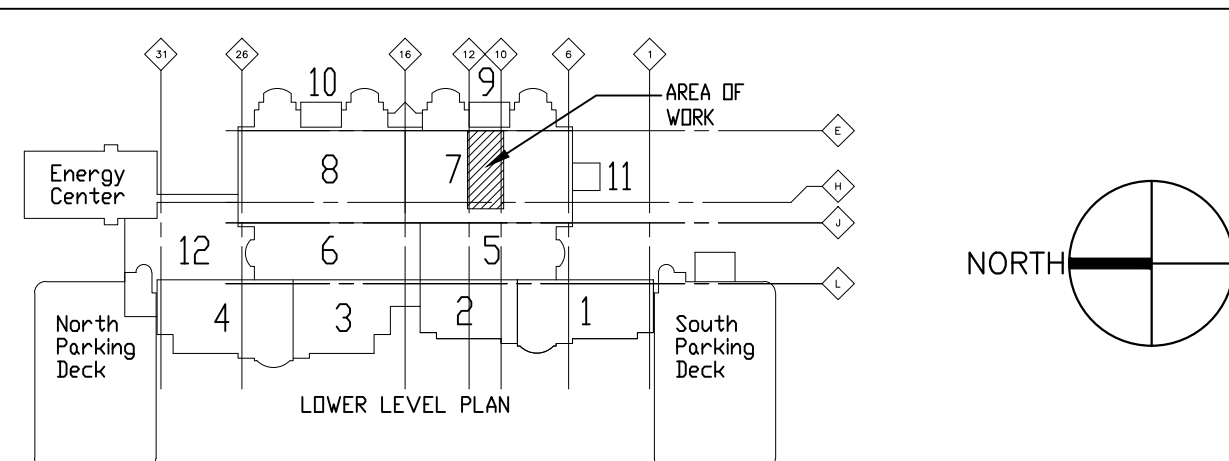 31
26
16
12
10
6
1
10
9
AREA OF
WORK
E
Energy
Center
8
7
11
H
J
12
6
5
NORTH
L
4
3
2
1
North
Parking
Deck
South
Parking
Deck
LOWER LEVEL PLAN